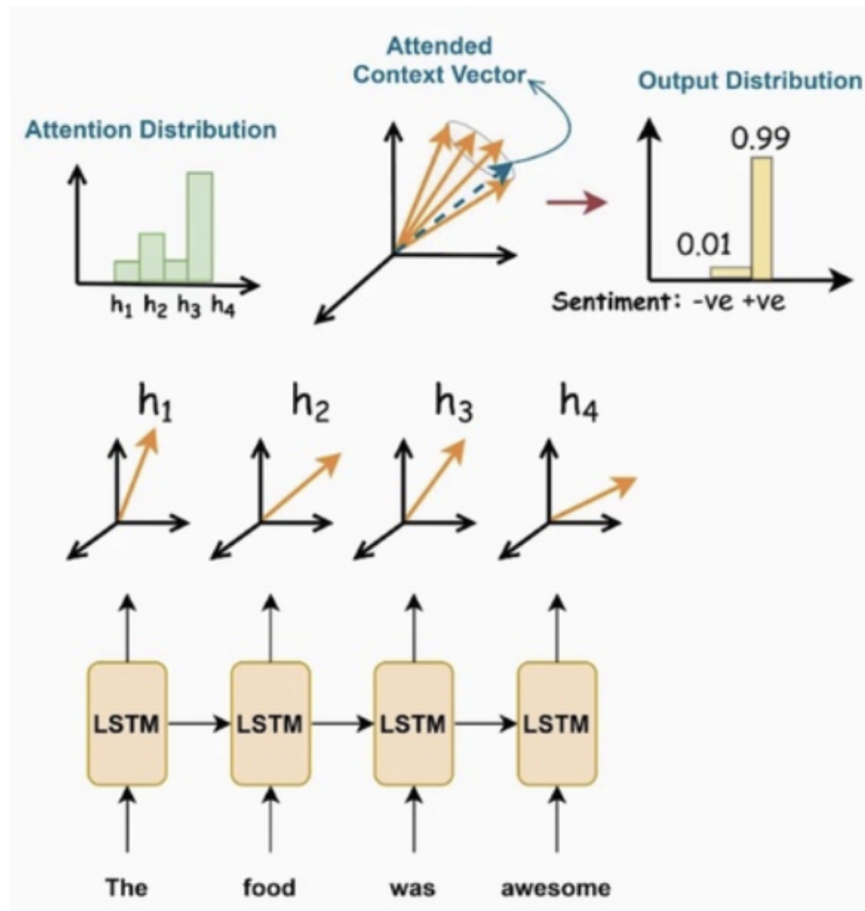 Attended
Context Vector
Output Distribution
Attention Distribution
0.99
0.01
h₁ h₂ h₃ h₄
Sentiment: -ve +ve
h₁ h₂ h₃ h₄
LSTM LSTM LSTM LSTM
The food was awesome